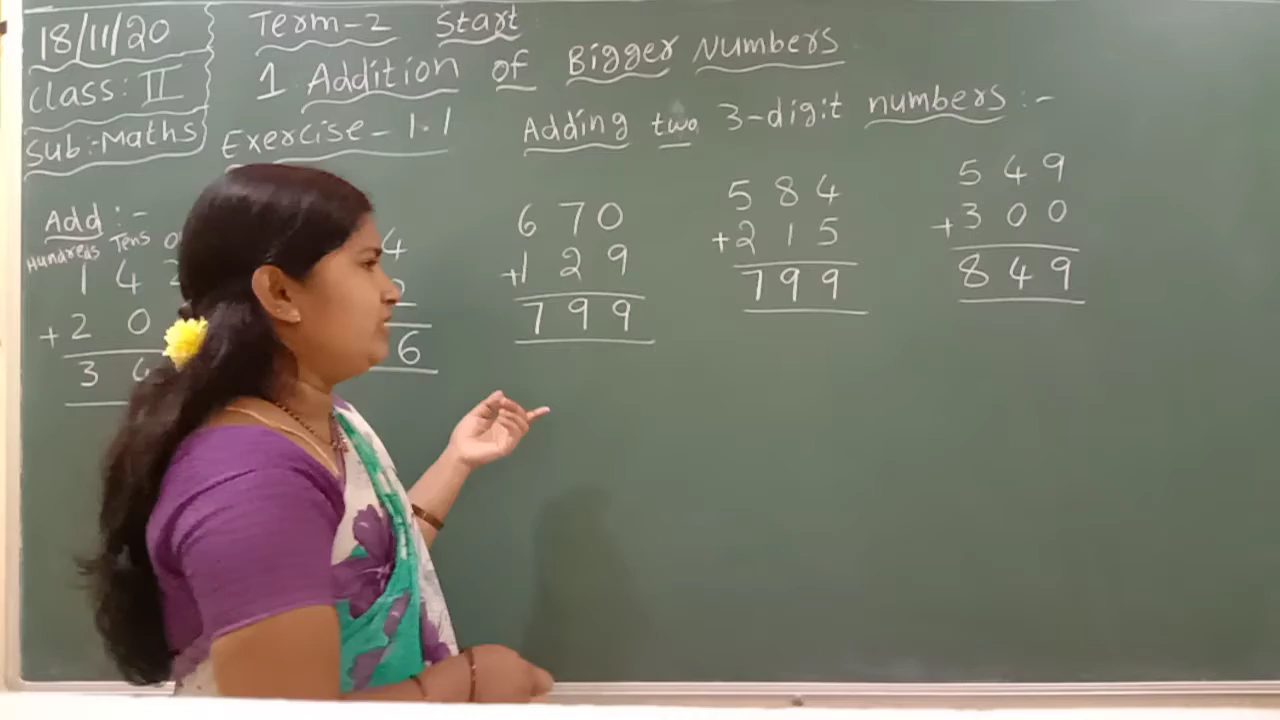 18/11/20
Class: II
Sub:-Maths
Term-2 Start
1 Addition of Bigger Numbers
Exercise-1.1
Adding two 3-digit numbers:-
Add:-
Hundreds Tens
1 4
+2 0
3
4
6
6 7 0
+1 2 9
7 9 9
5 8 4
+2 1 5
7 9 9
5 4 9
+3 0 0
8 4 9